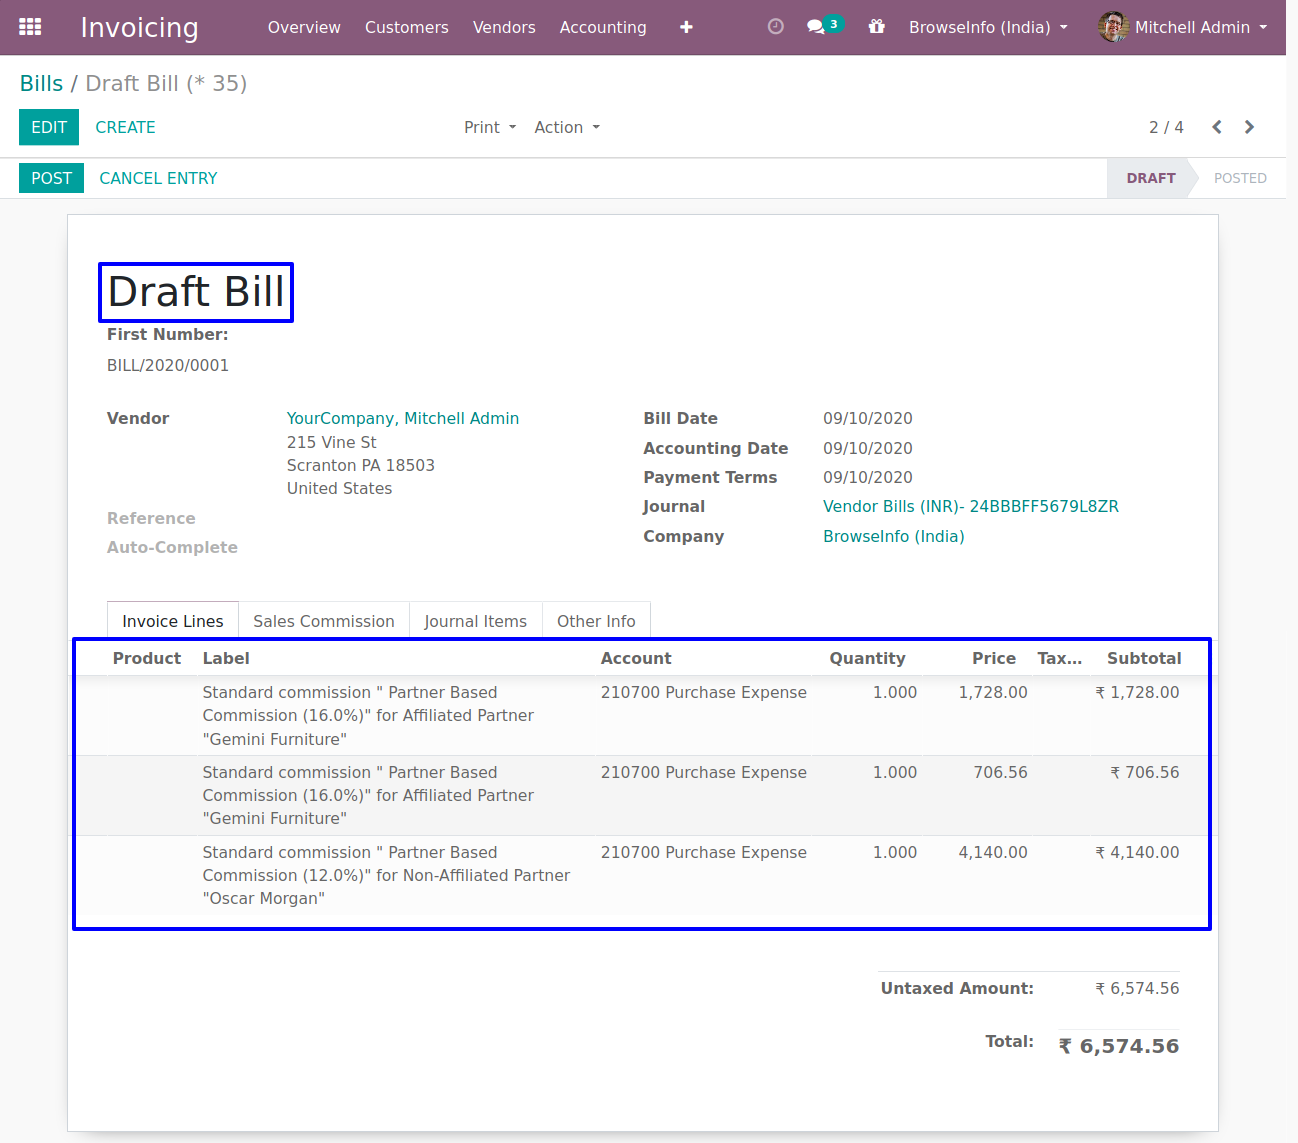 Invoicing Overview Customers Vendors Accounting 3 BrowseInfo (India) Mitchell Admin
Bills / Draft Bill (* 35)
EDIT CREATE Print Action 2 / 4
POST CANCEL ENTRY DRAFT POSTED
Draft Bill
First Number:
BILL/2020/0001
Vendor YourCompany, Mitchell Admin
215 Vine St
Scranton PA 18503
United States
Reference
Auto-Complete
Bill Date 09/10/2020
Accounting Date 09/10/2020
Payment Terms 09/10/2020
Journal Vendor Bills (INR)- 24BBBFF5679L8ZR
Company BrowseInfo (India)
Invoice Lines Sales Commission Journal Items Other Info
Product Label Account Quantity Price Tax... Subtotal
Standard commission " Partner Based 210700 Purchase Expense 1.000 1,728.00 ₹ 1,728.00
Commission (16.0%)" for Affiliated Partner
"Gemini Furniture"
Standard commission " Partner Based 210700 Purchase Expense 1.000 706.56 ₹ 706.56
Commission (16.0%)" for Affiliated Partner
"Gemini Furniture"
Standard commission " Partner Based 210700 Purchase Expense 1.000 4,140.00 ₹ 4,140.00
Commission (12.0%)" for Non-Affiliated Partner
"Oscar Morgan"
Untaxed Amount: ₹ 6,574.56
Total: ₹ 6,574.56